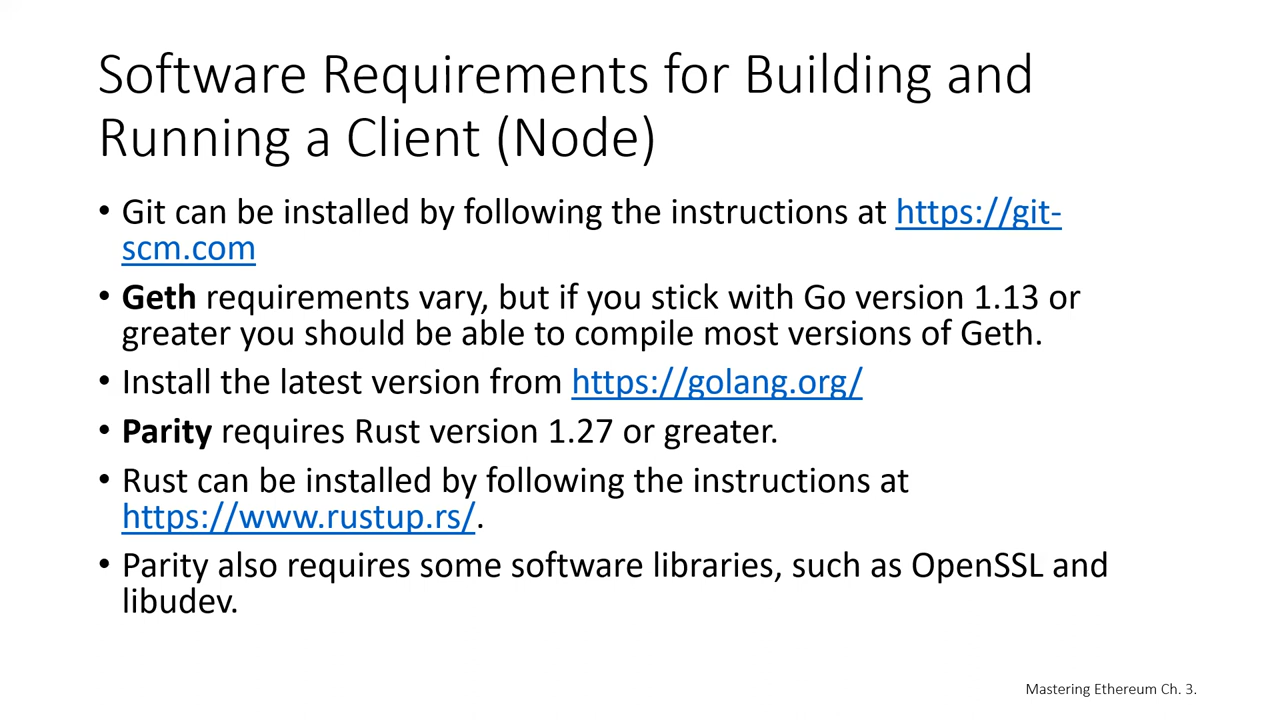 Software Requirements for Building and
Running a Client (Node)
• Git can be installed by following the instructions at https://git-
scm.com
• Geth requirements vary, but if you stick with Go version 1.13 or
greater you should be able to compile most versions of Geth.
• Install the latest version from https://golang.org/
• Parity requires Rust version 1.27 or greater.
• Rust can be installed by following the instructions at
https://www.rustup.rs/.
• Parity also requires some software libraries, such as OpenSSL and
libudev.
Mastering Ethereum Ch. 3.